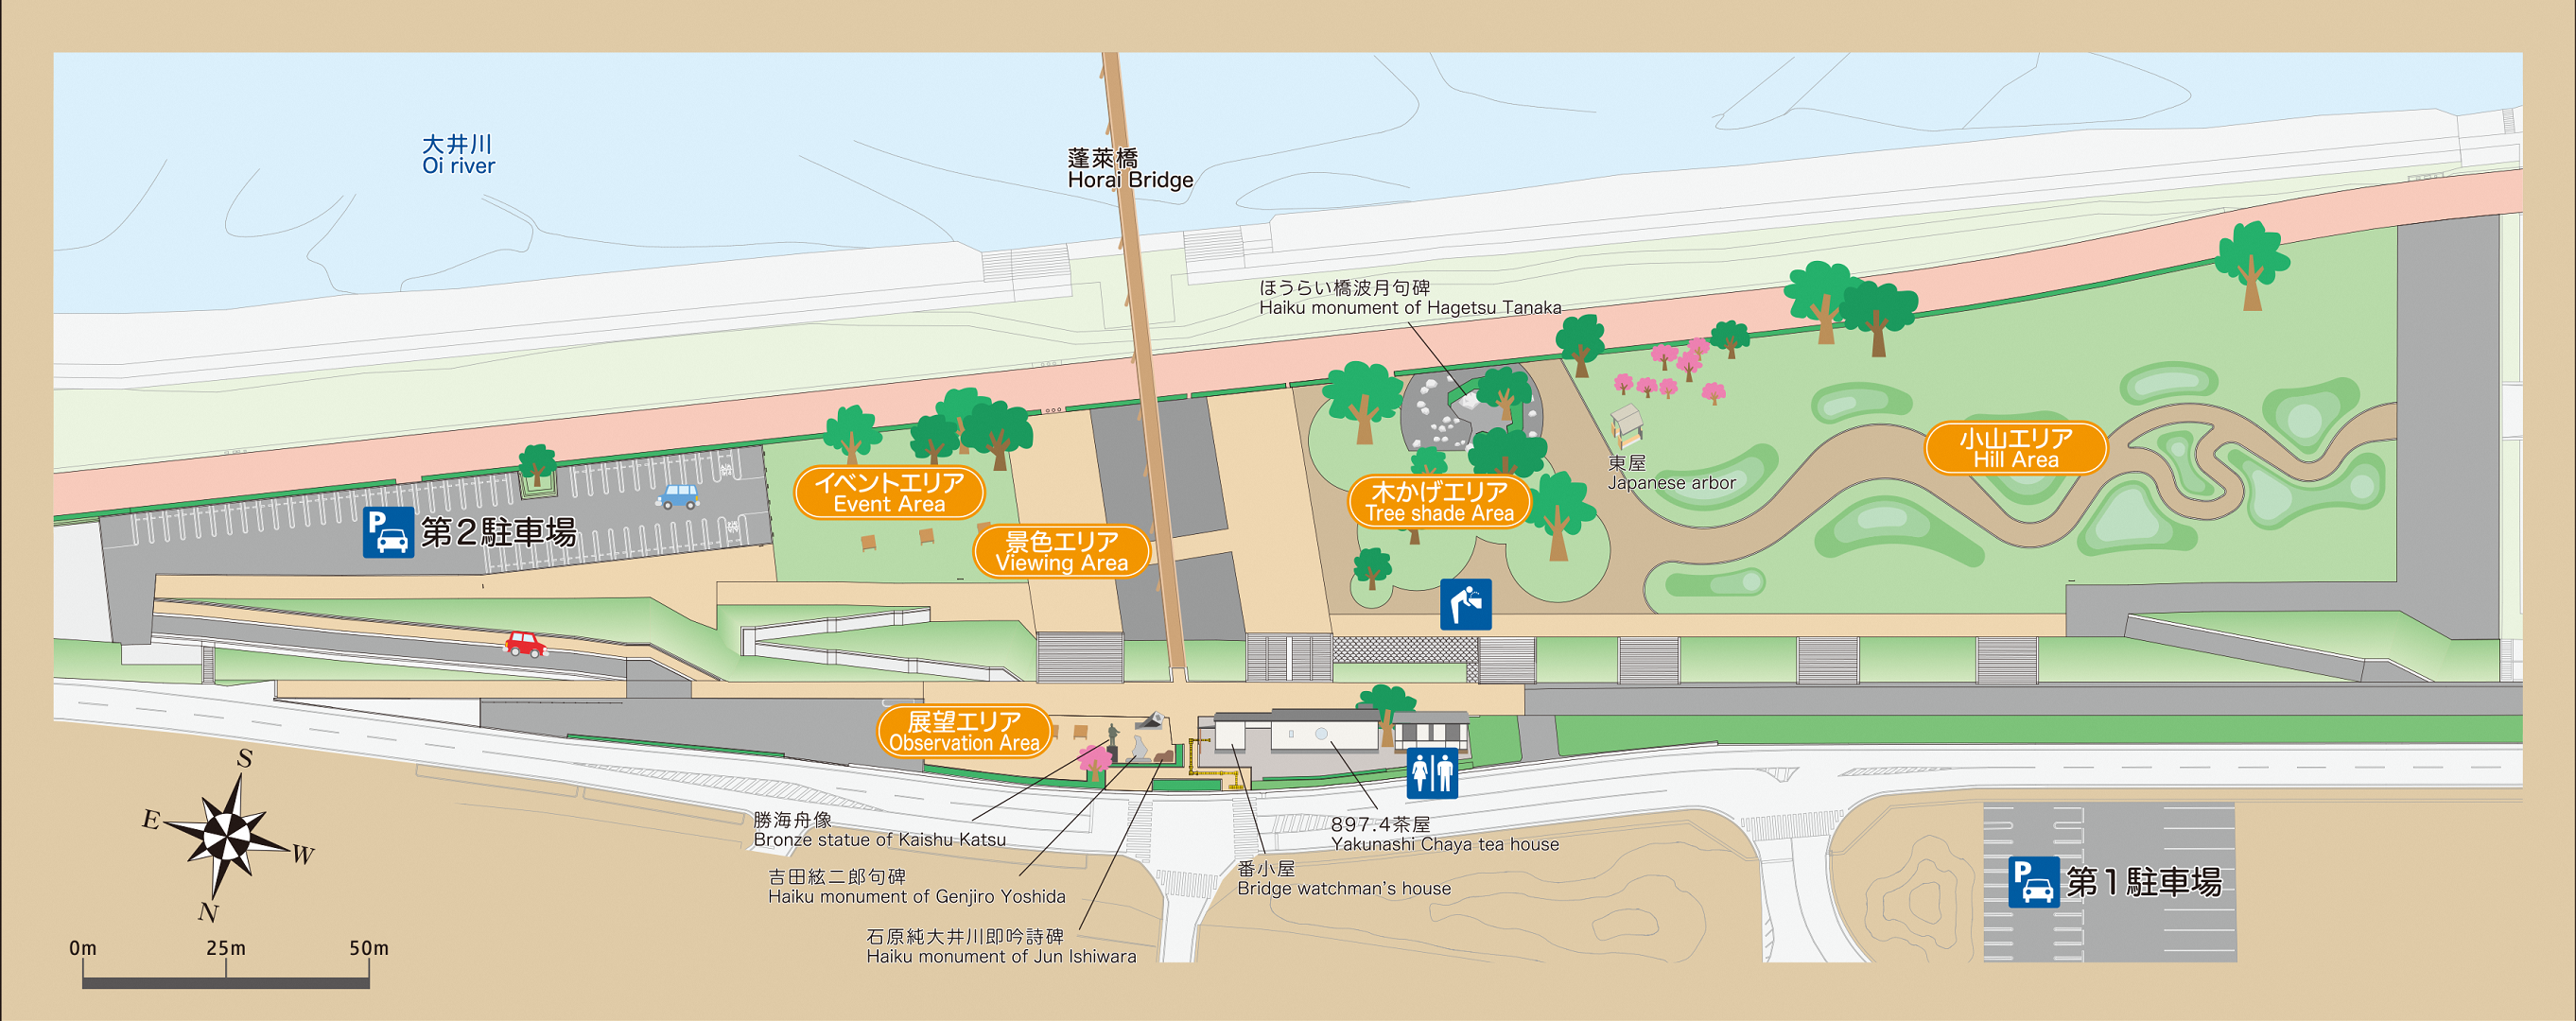 大井川
Oi river
蓬萊橋
Horai Bridge
ほうらい橋波月句碑
Haiku monument of Hagetsu Tanaka
イベントエリア
Event Area
景色エリア
Viewing Area
木かげエリア
Tree shade Area
東屋
Japanese arbor
小山エリア
Hill Area
P
第2駐車場
展望エリア
Observation Area
勝海舟像
Bronze statue of Kaishu Katsu
吉田絃二郎句碑
Haiku monument of Genjiro Yoshida
石原純大井川即吟詩碑
Haiku monument of Jun Ishiwara
897.4茶屋
Yakunashi Chaya tea house
番小屋
Bridge watchman's house
P
第1駐車場
S
E
W
N
0m 25m 50m